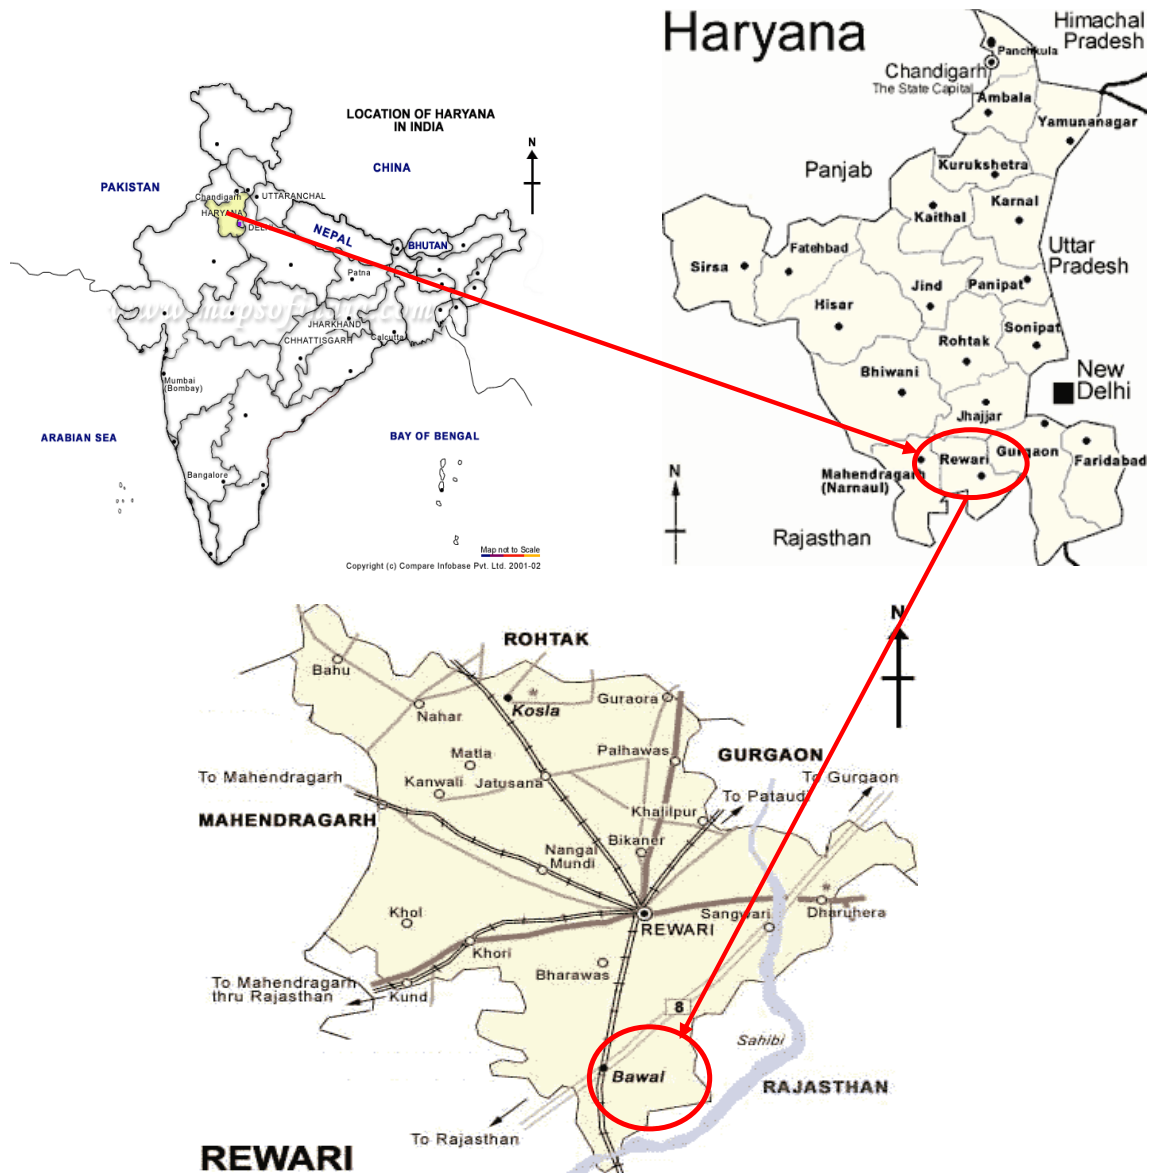 LOCATION OF HARYANA
IN INDIA
N
CHINA
PAKISTAN
Chandigarh
UTTARANCHAL
HARYANA
DELHI
NEPAL
BHUTAN
Patna
www.mapsofindia.com
JHARKHAND
CHHATTISGARH
Calcutta
Mumbai
(Bombay)
ARABIAN SEA
BAY OF BENGAL
Bangalore
Map not to Scale
Copyright (c) Compare Infobase Pvt. Ltd. 2001-02
Haryana
Himachal
Pradesh
Panchkula
Chandigarh
The State Capital
Ambala
Yamunanagar
Panjab
Kurukshetra
Kaithal
Karnal
Fatehbad
Uttar
Pradesh
Sirsa
Jind
Panipat
Hisar
Sonipat
Rohtak
Bhiwani
New
Delhi
Jhajjar
Rewari
Gurgaon
Faridabad
Mahendragarh
(Narnaul)
N
Rajasthan
N
ROHTAK
Bahu
Nahar
Kosla
Guraora
Matla
Palhawas
GURGAON
To Mahendragarh
Kanwali
Jatusana
To Gurgaon
To Pataudi
MAHENDRAGARH
Khalilpur
Nangal
Mundi
Bikaner
Khol
REWARI
Sangwari
Dharuhera
Khori
Bharawas
To Mahendragarh
thru Rajasthan
Kund
8
Sahibi
Bawal
RAJASTHAN
To Rajasthan
REWARI